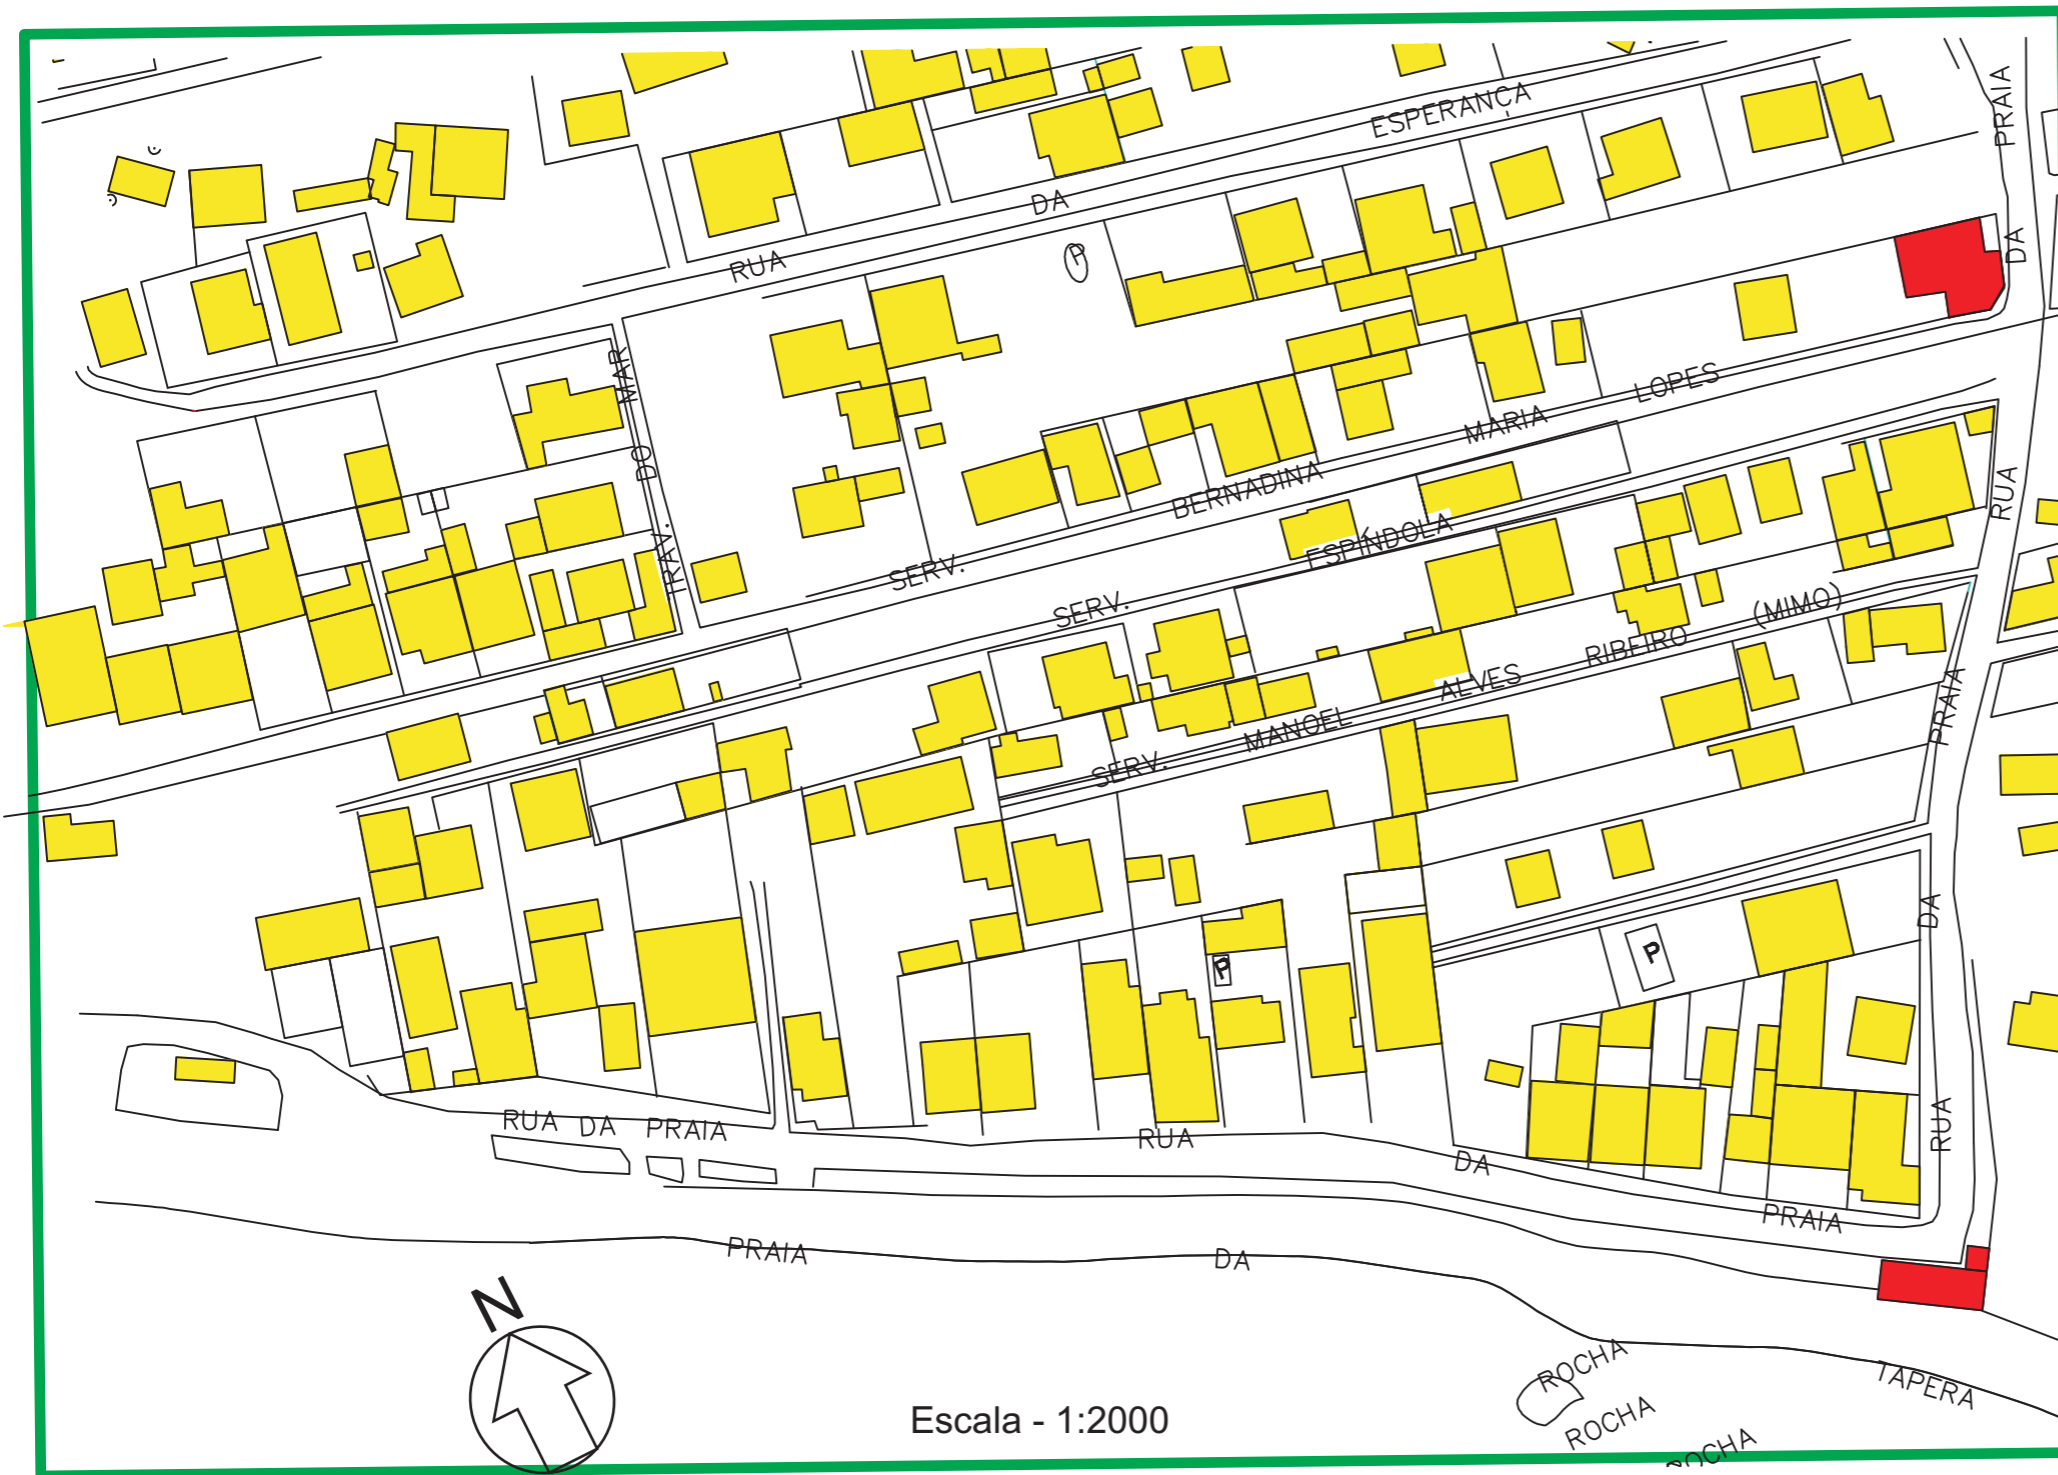 RUA DA ESPERANÇA
PRAIA
DA
RUA
P
TRAV. DO MAR
SERV. BERNADINA MARIA LOPES
SERV. ESPÍNDOLA
SERV. MANOEL ALVES RIBEIRO (MIMO)
PRAIA
DA
RUA
P
P
RUA DA PRAIA
RUA DA PRAIA
PRAIA DA TAPERA
N
Escala - 1:2000
ROCHA
ROCHA
ROCHA